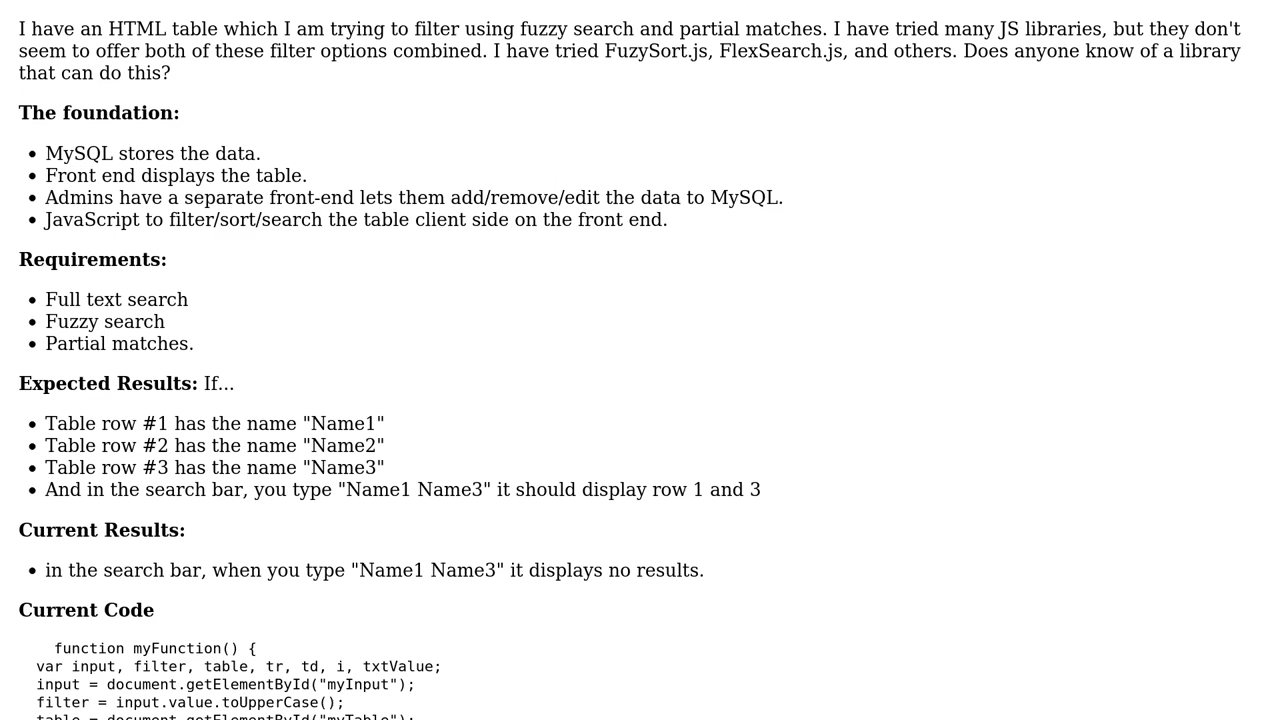 I have an HTML table which I am trying to filter using fuzzy search and partial matches. I have tried many JS libraries, but they don't
seem to offer both of these filter options combined. I have tried FuzySort.js, FlexSearch.js, and others. Does anyone know of a library
that can do this?
The foundation:
• MySQL stores the data.
• Front end displays the table.
• Admins have a separate front-end lets them add/remove/edit the data to MySQL.
• JavaScript to filter/sort/search the table client side on the front end.
Requirements:
• Full text search
• Fuzzy search
• Partial matches.
Expected Results: If...
• Table row #1 has the name "Name1"
• Table row #2 has the name "Name2"
• Table row #3 has the name "Name3"
• And in the search bar, you type "Name1 Name3" it should display row 1 and 3
Current Results:
• in the search bar, when you type "Name1 Name3" it displays no results.
Current Code
function myFunction() {
var input, filter, table, tr, td, i, txtValue;
input = document.getElementById("myInput");
filter = input.value.toUpperCase();
table = document.getElementById("myTable");